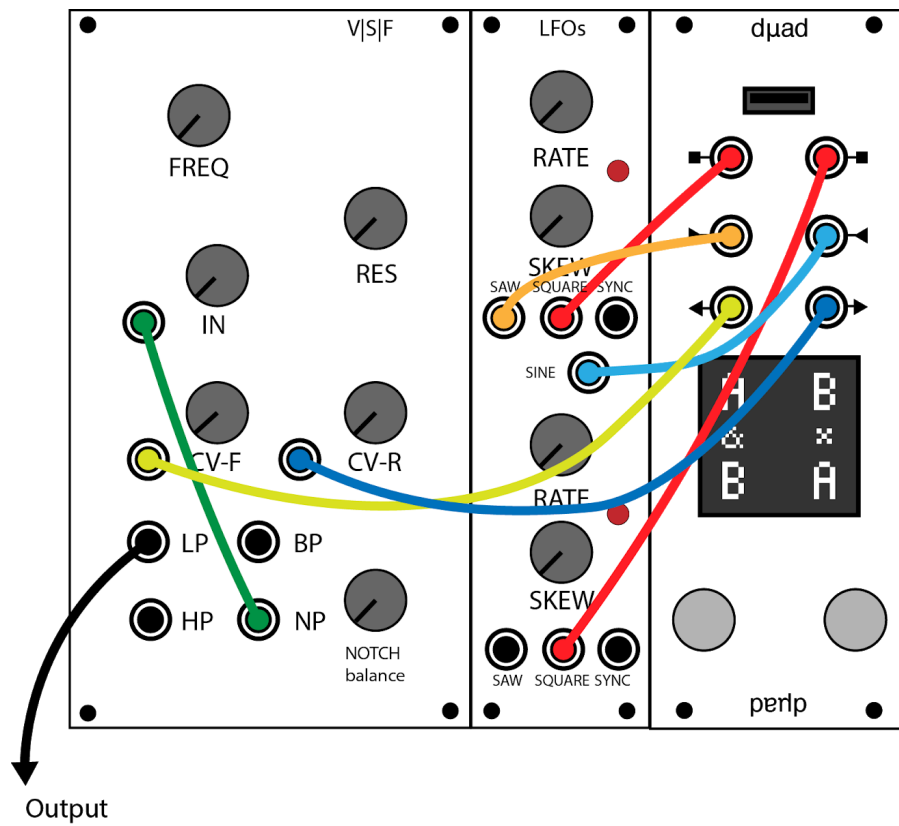 V|S|F
LFOs
dµad
FREQ
RATE
RES
SKEW
IN
SAW
SQUARE
SYNC
SINE
A
B
&
×
B
A
CV-F
CV-R
RATE
LP
BP
SKEW
HP
NP
NOTCH
balance
SAW
SQUARE
SYNC
dµad
Output